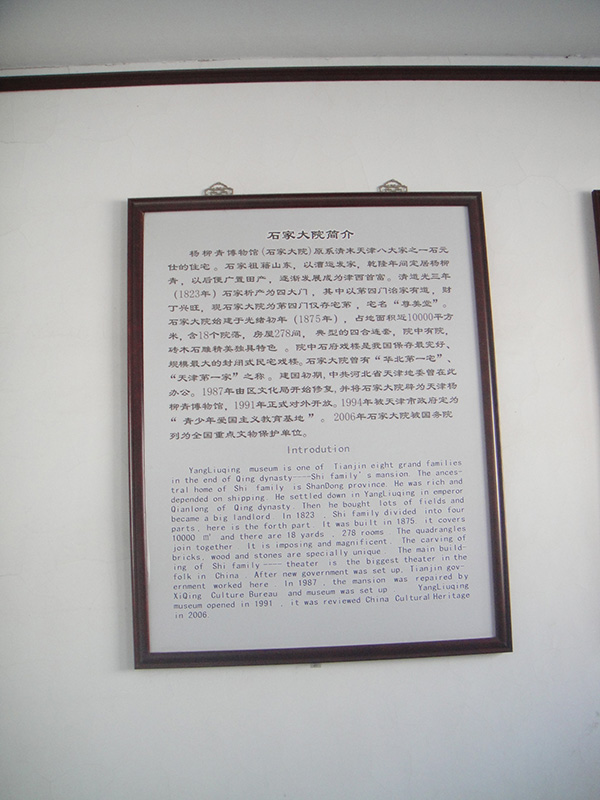 石家大院简介
杨柳青博物馆（石家大院）原系清末天津八大家之一石元
仕的住宅。石家祖籍山东，以漕运发家，乾隆年间定居杨柳
青，以后便广置田产，逐渐发展成为津西首富。清道光三年
（1823年）石家析产为四大门，其中以第四门治家有道，财
丁兴旺，现石家大院为第四门仅存宅第，宅名“尊美堂”。
石家大院始建于光绪初年（1875年），占地面积近10000平方
米，含18个院落，房屋278间，典型的四合连套，院中有院，
砖木石雕精美独具特色。院中石府戏楼是我国保存最完好、
规模最大的封闭式民宅戏楼。石家大院曾有“华北第一宅”、
“天津第一家”之称。建国初期，中共河北省天津地委曾在此
办公。1987年由区文化局开始修复，并将石家大院辟为天津杨
柳青博物馆，1991年正式对外开放。1994年被天津市政府定为
“青少年爱国主义教育基地”。2006年石家大院被国务院
列为全国重点文物保护单位。
Introdution
YangLiuqing museum is one of Tianjin eight grand families
in the end of Qing dynasty----Shi family's mansion. The ances-
tral home of Shi family is ShanDong province. He was rich and
depended on shipping. He settled down in YangLiuqing in emperor
Qianlong of Qing dynasty. Then he bought lots of fields and
became a big landlord. In 1823 , Shi family divided into four
parts, here is the forth part. It was built in 1875, it covers
10000 ㎡ and there are 18 yards , 278 rooms. The quadrangles
join together. It is imposing and magnificent. The carving of
bricks, wood and stones are specially unique. The main build-
ing of Shi family ---- theater is the biggest theater in the
folk in China. After new government was set up, Tianjin gov-
ernment worked here. In 1987 , the mansion was repaired by
XiQing Culture Bureau and museum was set up. YangLiuqing
museum opened in 1991 , it was reviewed China Cultural Heritage
in 2006.